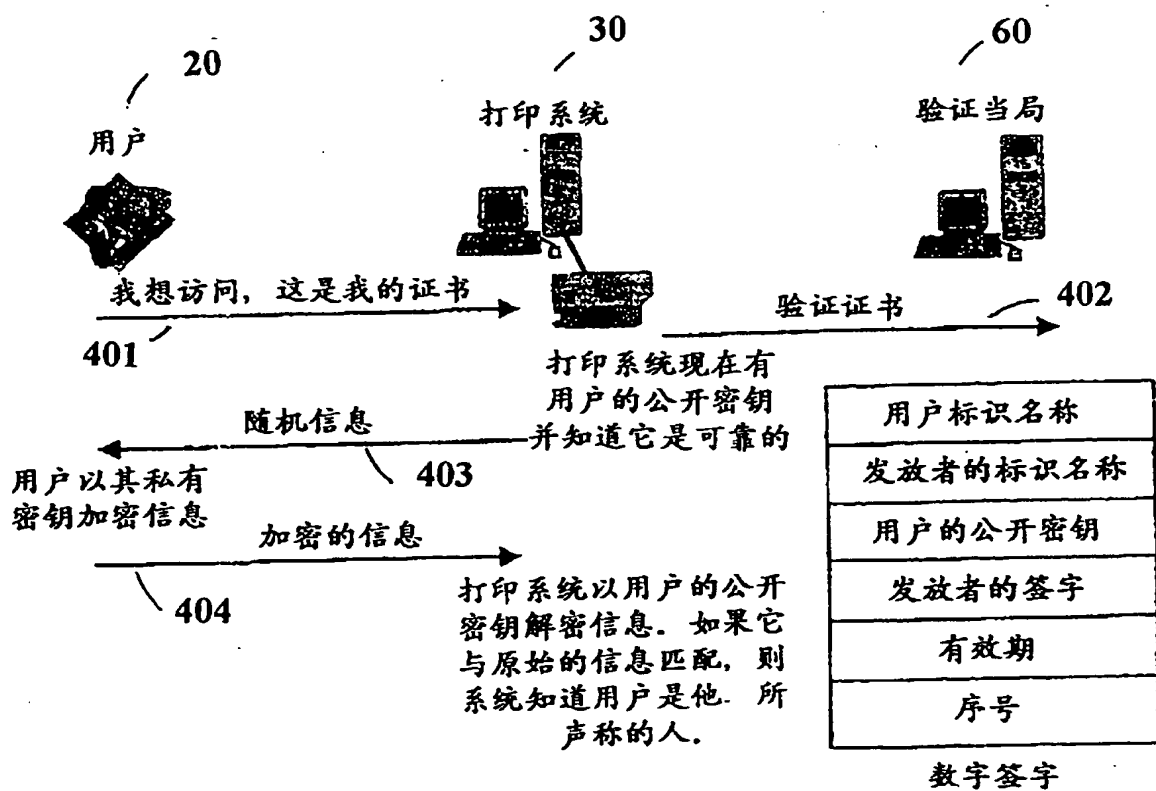 20
30
60
用户
打印系统
验证当局
我想访问，这是我的证书
401
验证证书
402
打印系统现在有
用户的公开密钥
并知道它是可靠的
随机信息
403
用户以其私有
密钥加密信息
加密的信息
404
打印系统以用户的公开
密钥解密信息. 如果它
与原始的信息匹配, 则
系统知道用户是他 所
声称的人.
用户标识名称
发放者的标识名称
用户的公开密钥
发放者的签字
有效期
序号
数字签字